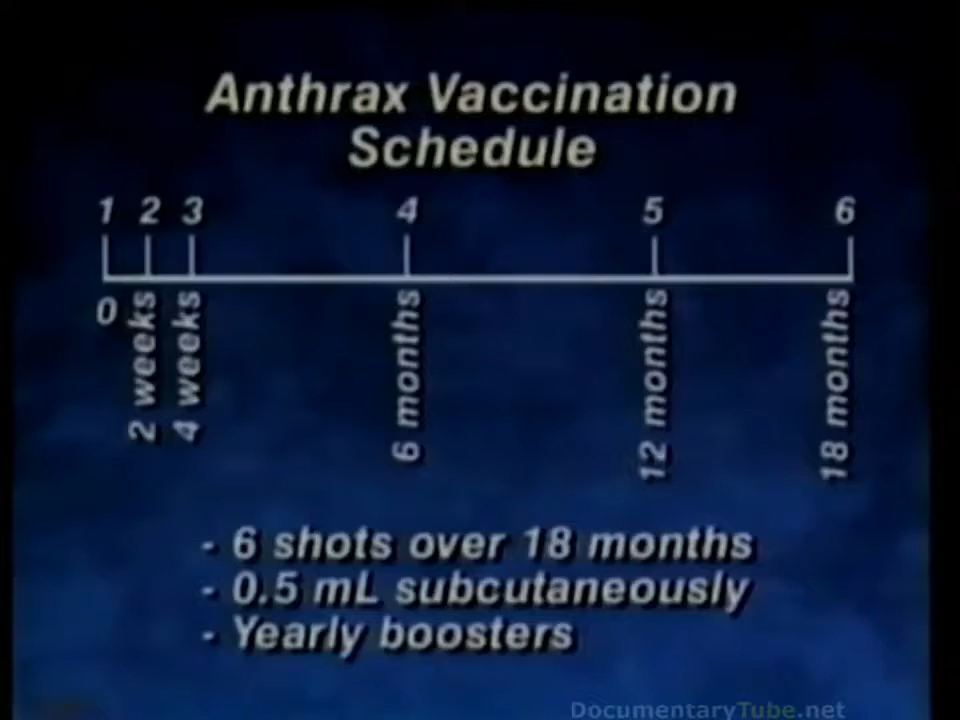 Anthrax Vaccination
Schedule
1 2 3 4 5 6
0 2 weeks 4 weeks 6 months 12 months 18 months
- 6 shots over 18 months
- 0.5 mL subcutaneously
- Yearly boosters
DocumentaryTube.net